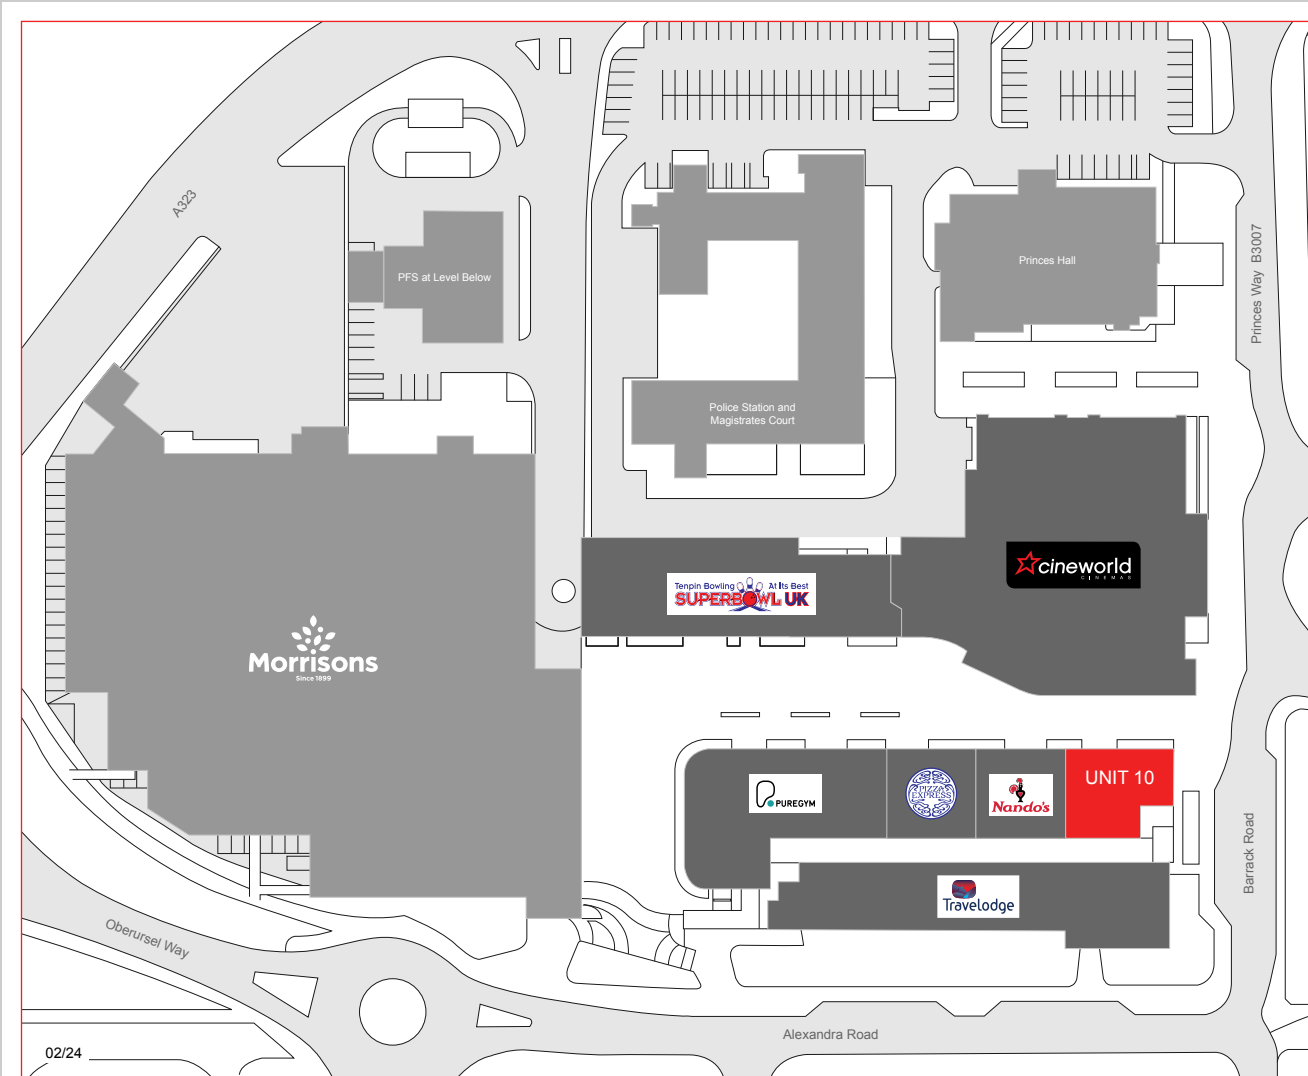 A323
PFS at Level Below
Princes Hall
Princes Way  B3007
Police Station and
Magistrates Court
cineworld
CINEMAS
Tenpin Bowling At Its Best
SUPERBOWL UK
Morrisons
Since 1899
PUREGYM
PIZZA
EXPRESS
Nando's
UNIT 10
Barrack Road
Travelodge
Oberursel Way
Alexandra Road
02/24